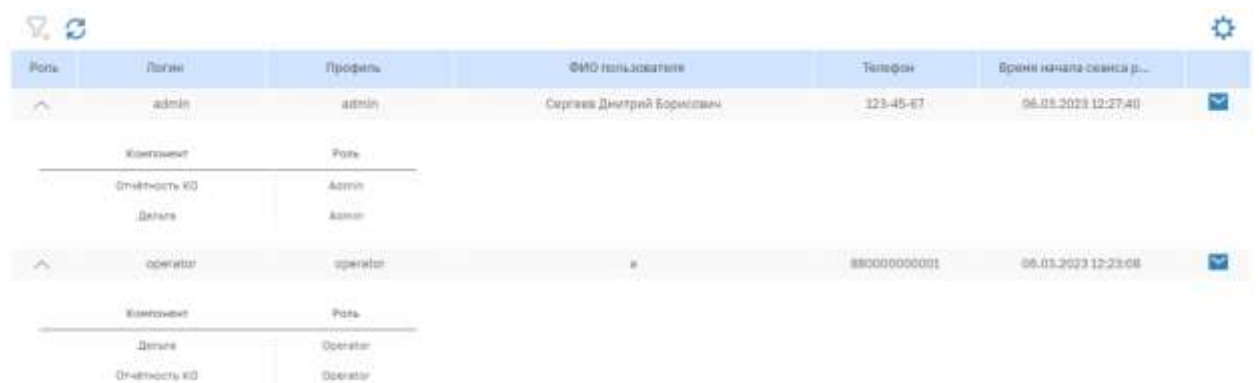 Роль Логин Профиль ФИО пользователя Телефон Время начала сеанса р...
admin admin Сергеев Дмитрий Борисович 123-45-67 06.03.2023 12:27:40
Компонент Роль
Отчётность КО Admin
Дельта Admin
operator operator 880000000001 06.03.2023 12:23:08
Компонент Роль
Дельта Operator
Отчётность КО Operator